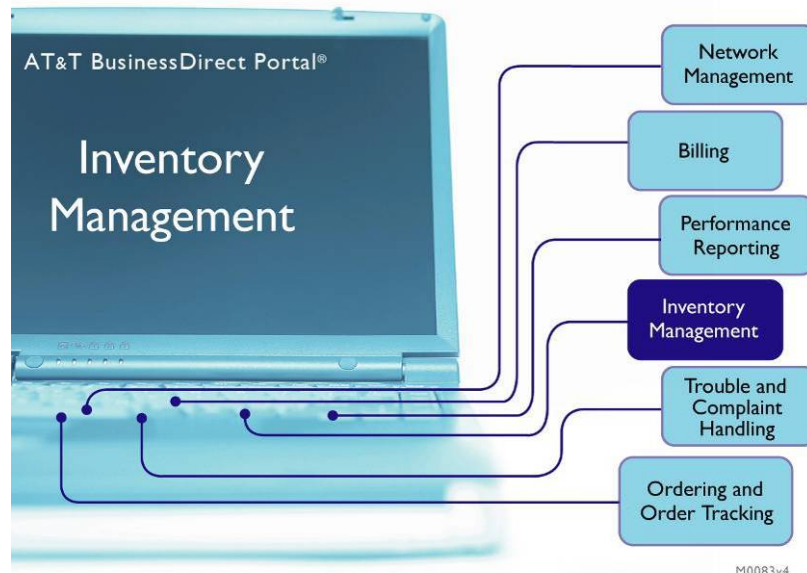 AT&T BusinessDirect Portal®
Inventory
Management
Network
Management
Billing
Performance
Reporting
Inventory
Management
Trouble and
Complaint
Handling
Ordering and
Order Tracking
M0083v4